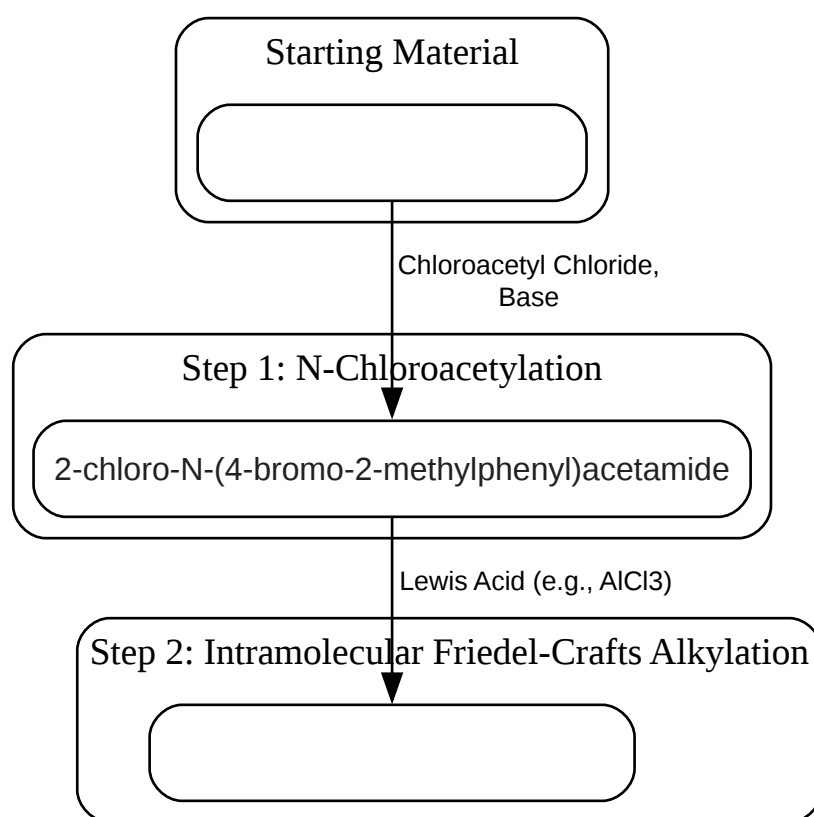 Starting Material
Chloroacetyl Chloride,
Base
Step 1: N-Chloroacetylation
2-chloro-N-(4-bromo-2-methylphenyl)acetamide
Lewis Acid (e.g., AlCl3)
Step 2: Intramolecular Friedel-Crafts Alkylation